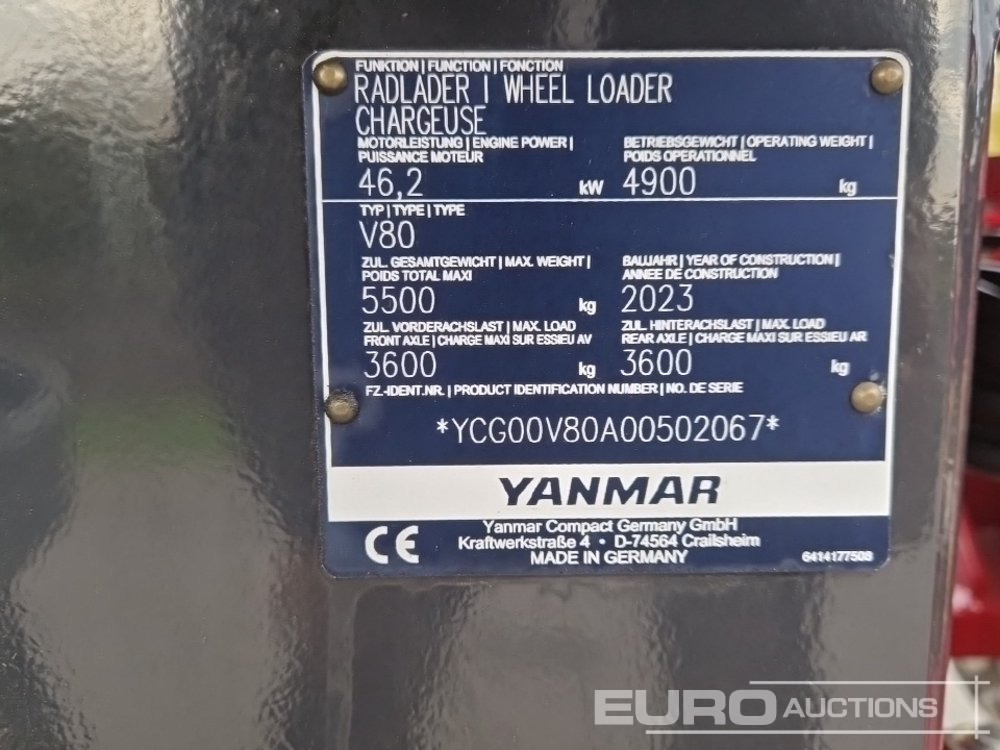 FUNKTION | FUNCTION | FONCTION
RADLADER | WHEEL LOADER
CHARGEUSE
MOTORLEISTUNG | ENGINE POWER |
PUISSANCE MOTEUR
BETRIEBSGEWICHT | OPERATING WEIGHT |
POIDS OPERATIONNEL
46,2 kW 4900 kg
TYP | TYPE | TYPE
V80
ZUL. GESAMTGEWICHT | MAX. WEIGHT |
POIDS TOTAL MAXI
BAUJAHR | YEAR OF CONSTRUCTION |
ANNEE DE CONSTRUCTION
5500 kg 2023
ZUL. VORDERACHSLAST | MAX. LOAD
FRONT AXLE | CHARGE MAXI SUR ESSIEU AV
ZUL. HINTERACHSLAST | MAX. LOAD
REAR AXLE | CHARGE MAXI SUR ESSIEU AR
3600 kg 3600 kg
FZ.-IDENT.NR. | PRODUCT IDENTIFICATION NUMBER | NO. DE SERIE
*YCG00V80A00502067*
YANMAR
CE
Yanmar Compact Germany GmbH
Kraftwerkstraße 4 • D-74564 Crailsheim
MADE IN GERMANY
6414177508
EURO AUCTIONS